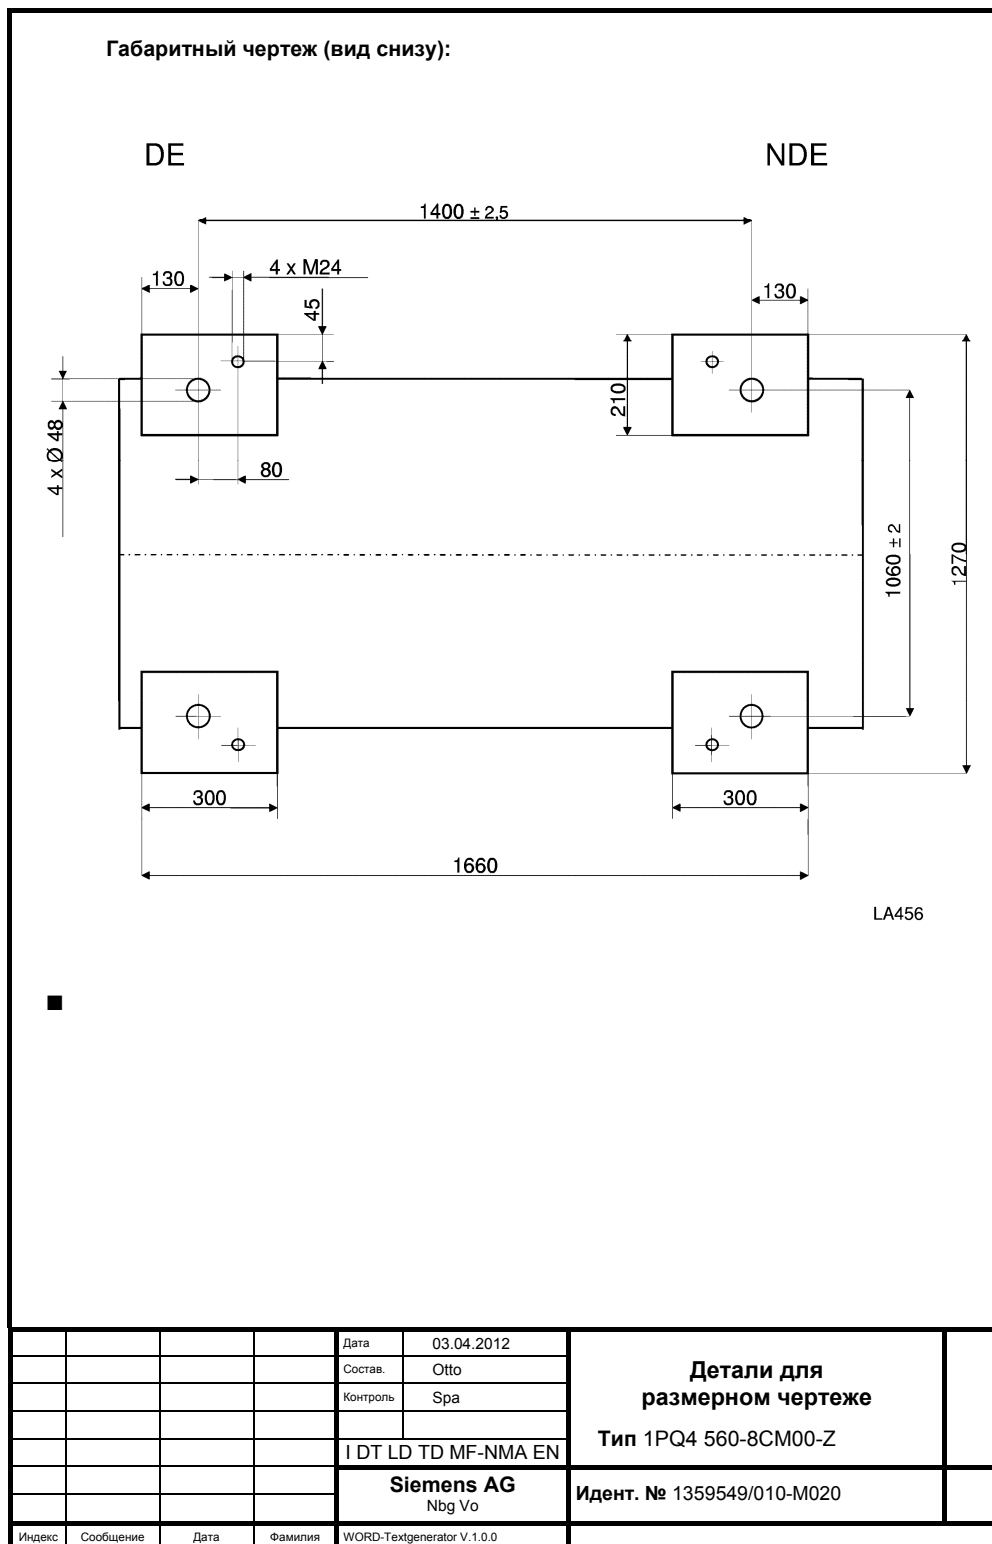 Габаритный чертеж (вид снизу):
DE
NDE
1400 ± 2,5
130
4 x M24
45
130
210
4 x Ø 48
80
1060 ± 2
1270
300
300
1660
LA456
Дата 03.04.2012
Состав. Otto
Контроль Spa
I DT LD TD MF-NMA EN
Siemens AG
Nbg Vo
Детали для
размерном чертеже
Тип 1PQ4 560-8CM00-Z
Идент. № 1359549/010-M020
Индекс Сообщение Дата Фамилия WORD-Textgenerator V.1.0.0